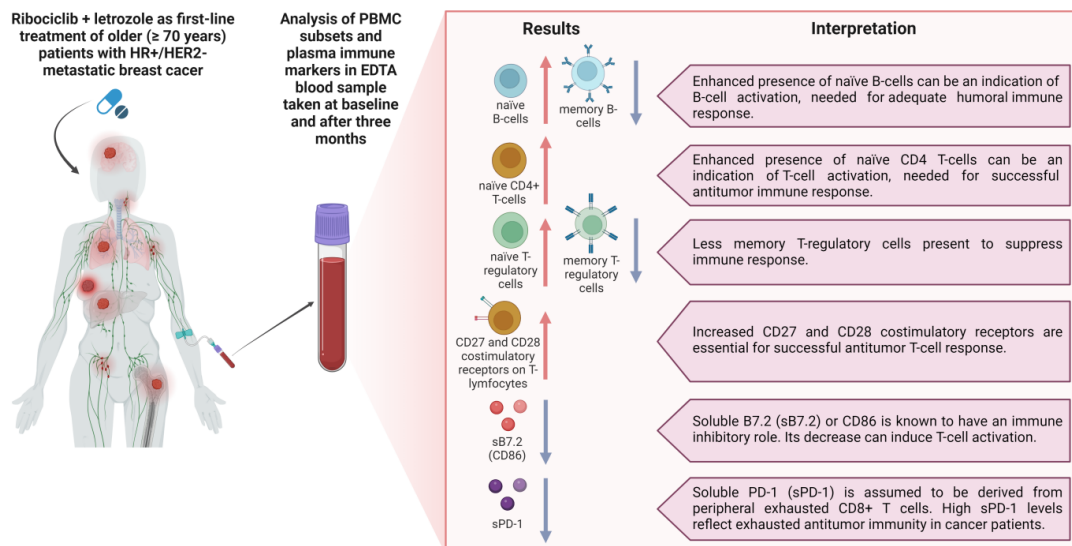 Ribociclib + letrozole as first-line
treatment of older (≥ 70 years)
patients with HR+/HER2-
metastatic breast cacer
Analysis of PBMC
subsets and
plasma immune
markers in EDTA
blood sample
taken at baseline
and after three
months
Results
Interpretation
naïve
B-cells
memory B-
cells
Enhanced presence of naïve B-cells can be an indication of
B-cell activation, needed for adequate humoral immune
response.
naïve CD4+
T-cells
Enhanced presence of naïve CD4 T-cells can be an
indication of T-cell activation, needed for successful
antitumor immune response.
naïve T-
regulatory
cells
memory T-
regulatory
cells
Less memory T-regulatory cells present to suppress
immune response.
CD27 and CD28
costimulatory
receptors on T-
lymfocytes
Increased CD27 and CD28 costimulatory receptors are
essential for successful antitumor T-cell response.
sB7.2
(CD86)
Soluble B7.2 (sB7.2) or CD86 is known to have an immune
inhibitory role. Its decrease can induce T-cell activation.
sPD-1
Soluble PD-1 (sPD-1) is assumed to be derived from
peripheral exhausted CD8+ T cells. High sPD-1 levels
reflect exhausted antitumor immunity in cancer patients.